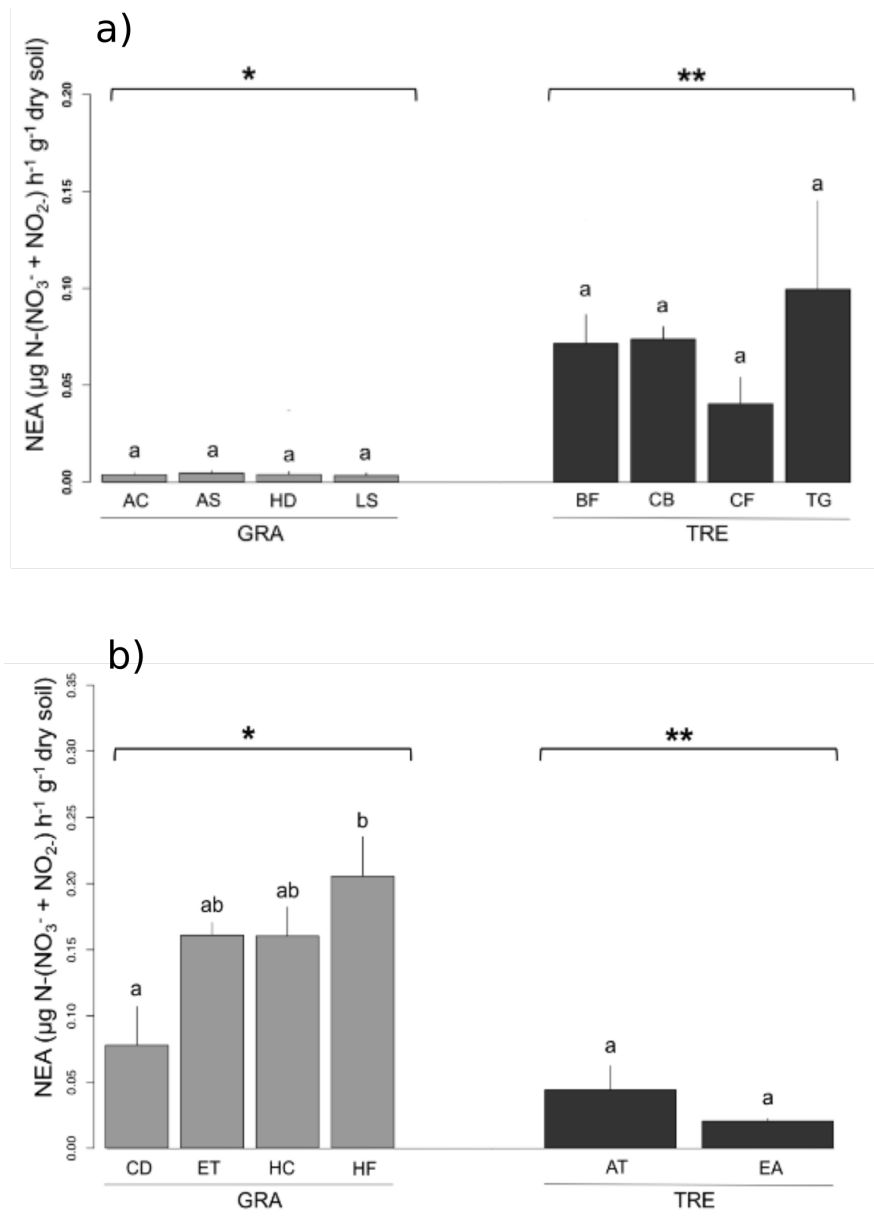 a)
NEA (µg N-(NO₃⁻ + NO₂₋) h⁻¹ g⁻¹ dry soil)
0.20
0.15
0.10
0.05
0.00
*
**
a a a a a a a a
AC AS HD LS BF CB CF TG
GRA TRE
b)
NEA (µg N-(NO₃⁻ + NO₂₋) h⁻¹ g⁻¹ dry soil)
0.35
0.30
0.25
0.20
0.15
0.10
0.05
0.00
*
**
a ab ab b a a
CD ET HC HF AT EA
GRA TRE